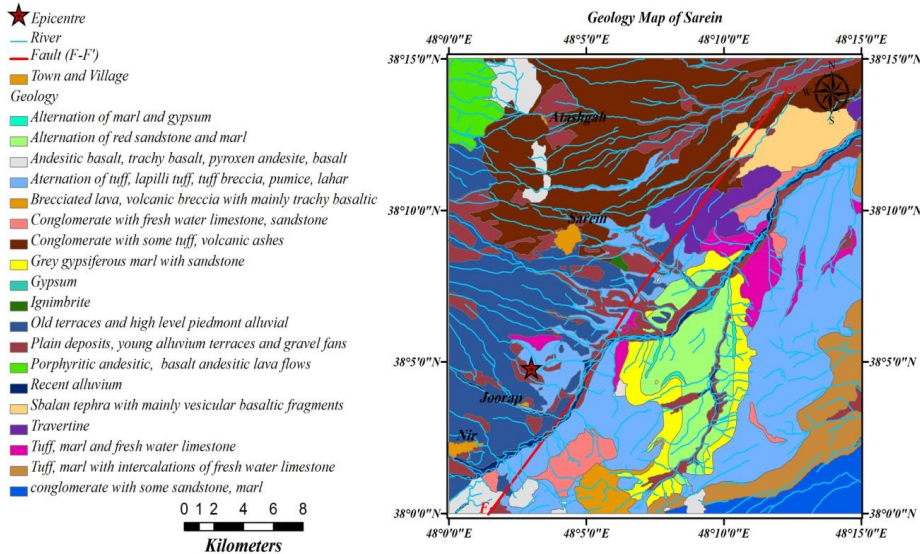 Epicentre
River
Fault (F-F')
Town and Village
Geology
Alternation of marl and gypsum
Alternation of red sandstone and marl
Andesitic basalt, trachy basalt, pyroxen andesite, basalt
Aternation of tuff, lapilli tuff, tuff breccia, pumice, lahar
Brecciated lava, volcanic breccia with mainly trachy basaltic
Conglomerate with fresh water limestone, sandstone
Conglomerate with some tuff, volcanic ashes
Grey gypsiferous marl with sandstone
Gypsum
Ignimbrite
Old terraces and high level piedmont alluvial
Plain deposits, young alluvium terraces and gravel fans
Porphyritic andesitic, basalt andesitic lava flows
Recent alluvium
Sbalan tephra with mainly vesicular basaltic fragments
Travertine
Tuff, marl and fresh water limestone
Tuff, marl with intercalations of fresh water limestone
conglomerate with some sandstone, marl
0 1 2 4 6 8
Kilometers
Geology Map of Sarein
48°0'0"E 48°5'0"E 48°10'0"E 48°15'0"E
38°15'0"N 38°15'0"N
N
W E
S
Atashgah
38°10'0"N 38°10'0"N
Sarein
38°5'0"N 38°5'0"N
Joorap
Nir
F
38°0'0"N 38°0'0"N
48°0'0"E 48°5'0"E 48°10'0"E 48°15'0"E